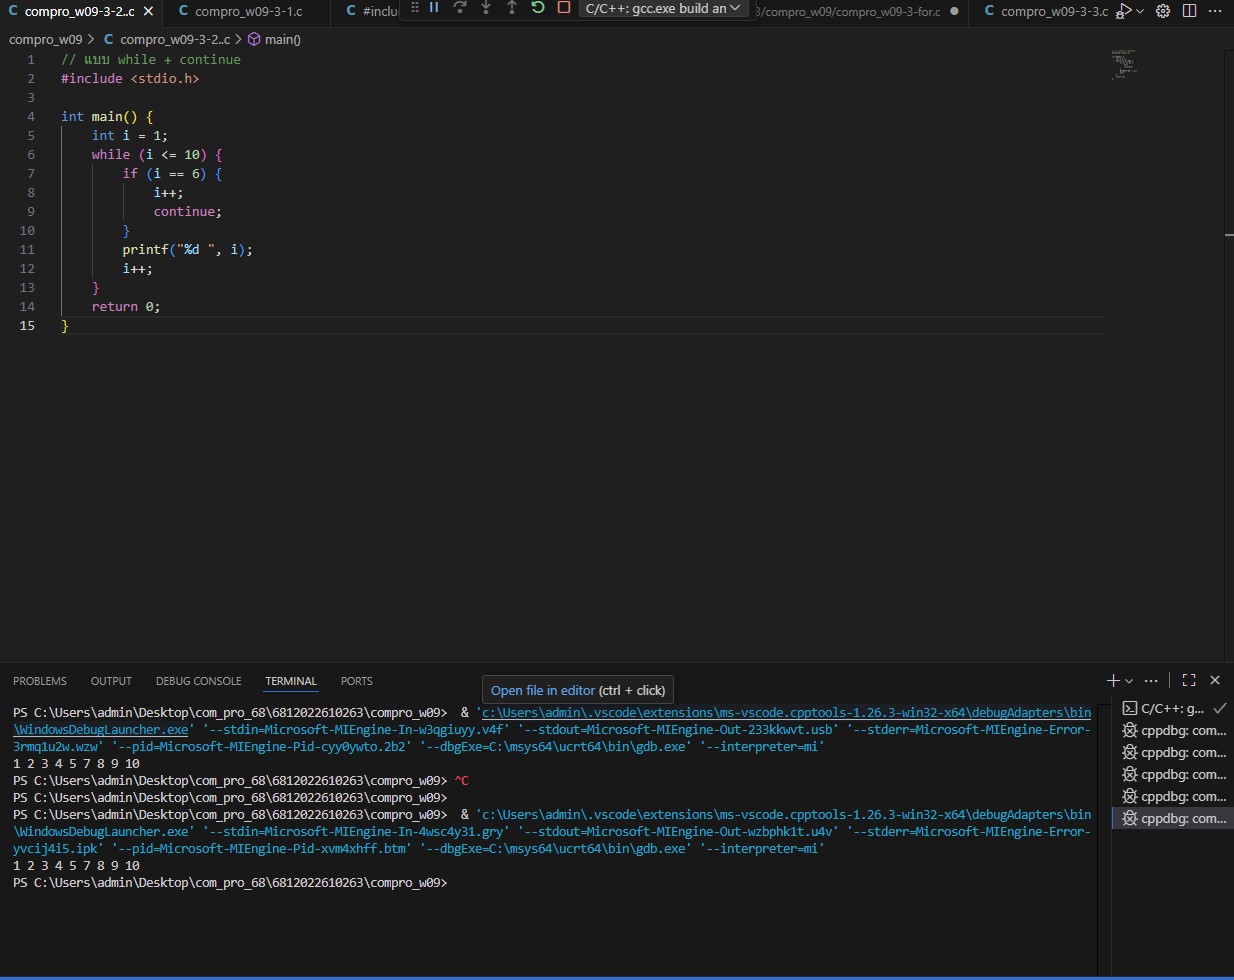 compro_w09-3-2..c
compro_w09-3-1.c
C/C++: gcc.exe build an
3/compro_w09/compro_w09-3-for.c
compro_w09-3-3.c
compro_w09 > C compro_w09-3-2..c > main()
1 // แบบ while + continue
2 #include <stdio.h>
3
4 int main() {
5 int i = 1;
6 while (i <= 10) {
7 if (i == 6) {
8 i++;
9 continue;
10 }
11 printf("%d ", i);
12 i++;
13 }
14 return 0;
15 }
PROBLEMS OUTPUT DEBUG CONSOLE TERMINAL PORTS
Open file in editor (ctrl + click)
PS C:\Users\admin\Desktop\com_pro_68\6812022610263\compro_w09> & 'c:\Users\admin\.vscode\extensions\ms-vscode.cpptools-1.26.3-win32-x64\debugAdapters\bin
\WindowsDebugLauncher.exe' '--stdin=Microsoft-MIEngine-In-w3qgiuyy.v4f' '--stdout=Microsoft-MIEngine-Out-233kkwvt.usb' '--stderr=Microsoft-MIEngine-Error-
3rmq1u2w.wzw' '--pid=Microsoft-MIEngine-Pid-cyy0ywto.2b2' '--dbgExe=C:\msys64\ucrt64\bin\gdb.exe' '--interpreter=mi'
1 2 3 4 5 7 8 9 10
PS C:\Users\admin\Desktop\com_pro_68\6812022610263\compro_w09> ^C
PS C:\Users\admin\Desktop\com_pro_68\6812022610263\compro_w09>
PS C:\Users\admin\Desktop\com_pro_68\6812022610263\compro_w09> & 'c:\Users\admin\.vscode\extensions\ms-vscode.cpptools-1.26.3-win32-x64\debugAdapters\bin
\WindowsDebugLauncher.exe' '--stdin=Microsoft-MIEngine-In-4wsc4y31.gry' '--stdout=Microsoft-MIEngine-Out-wzbphk1t.u4v' '--stderr=Microsoft-MIEngine-Error-
yvcij4i5.ipk' '--pid=Microsoft-MIEngine-Pid-xvm4xhff.btm' '--dbgExe=C:\msys64\ucrt64\bin\gdb.exe' '--interpreter=mi'
1 2 3 4 5 7 8 9 10
PS C:\Users\admin\Desktop\com_pro_68\6812022610263\compro_w09>
C/C++: g...
cppdbg: com...
cppdbg: com...
cppdbg: com...
cppdbg: com...
cppdbg: com...